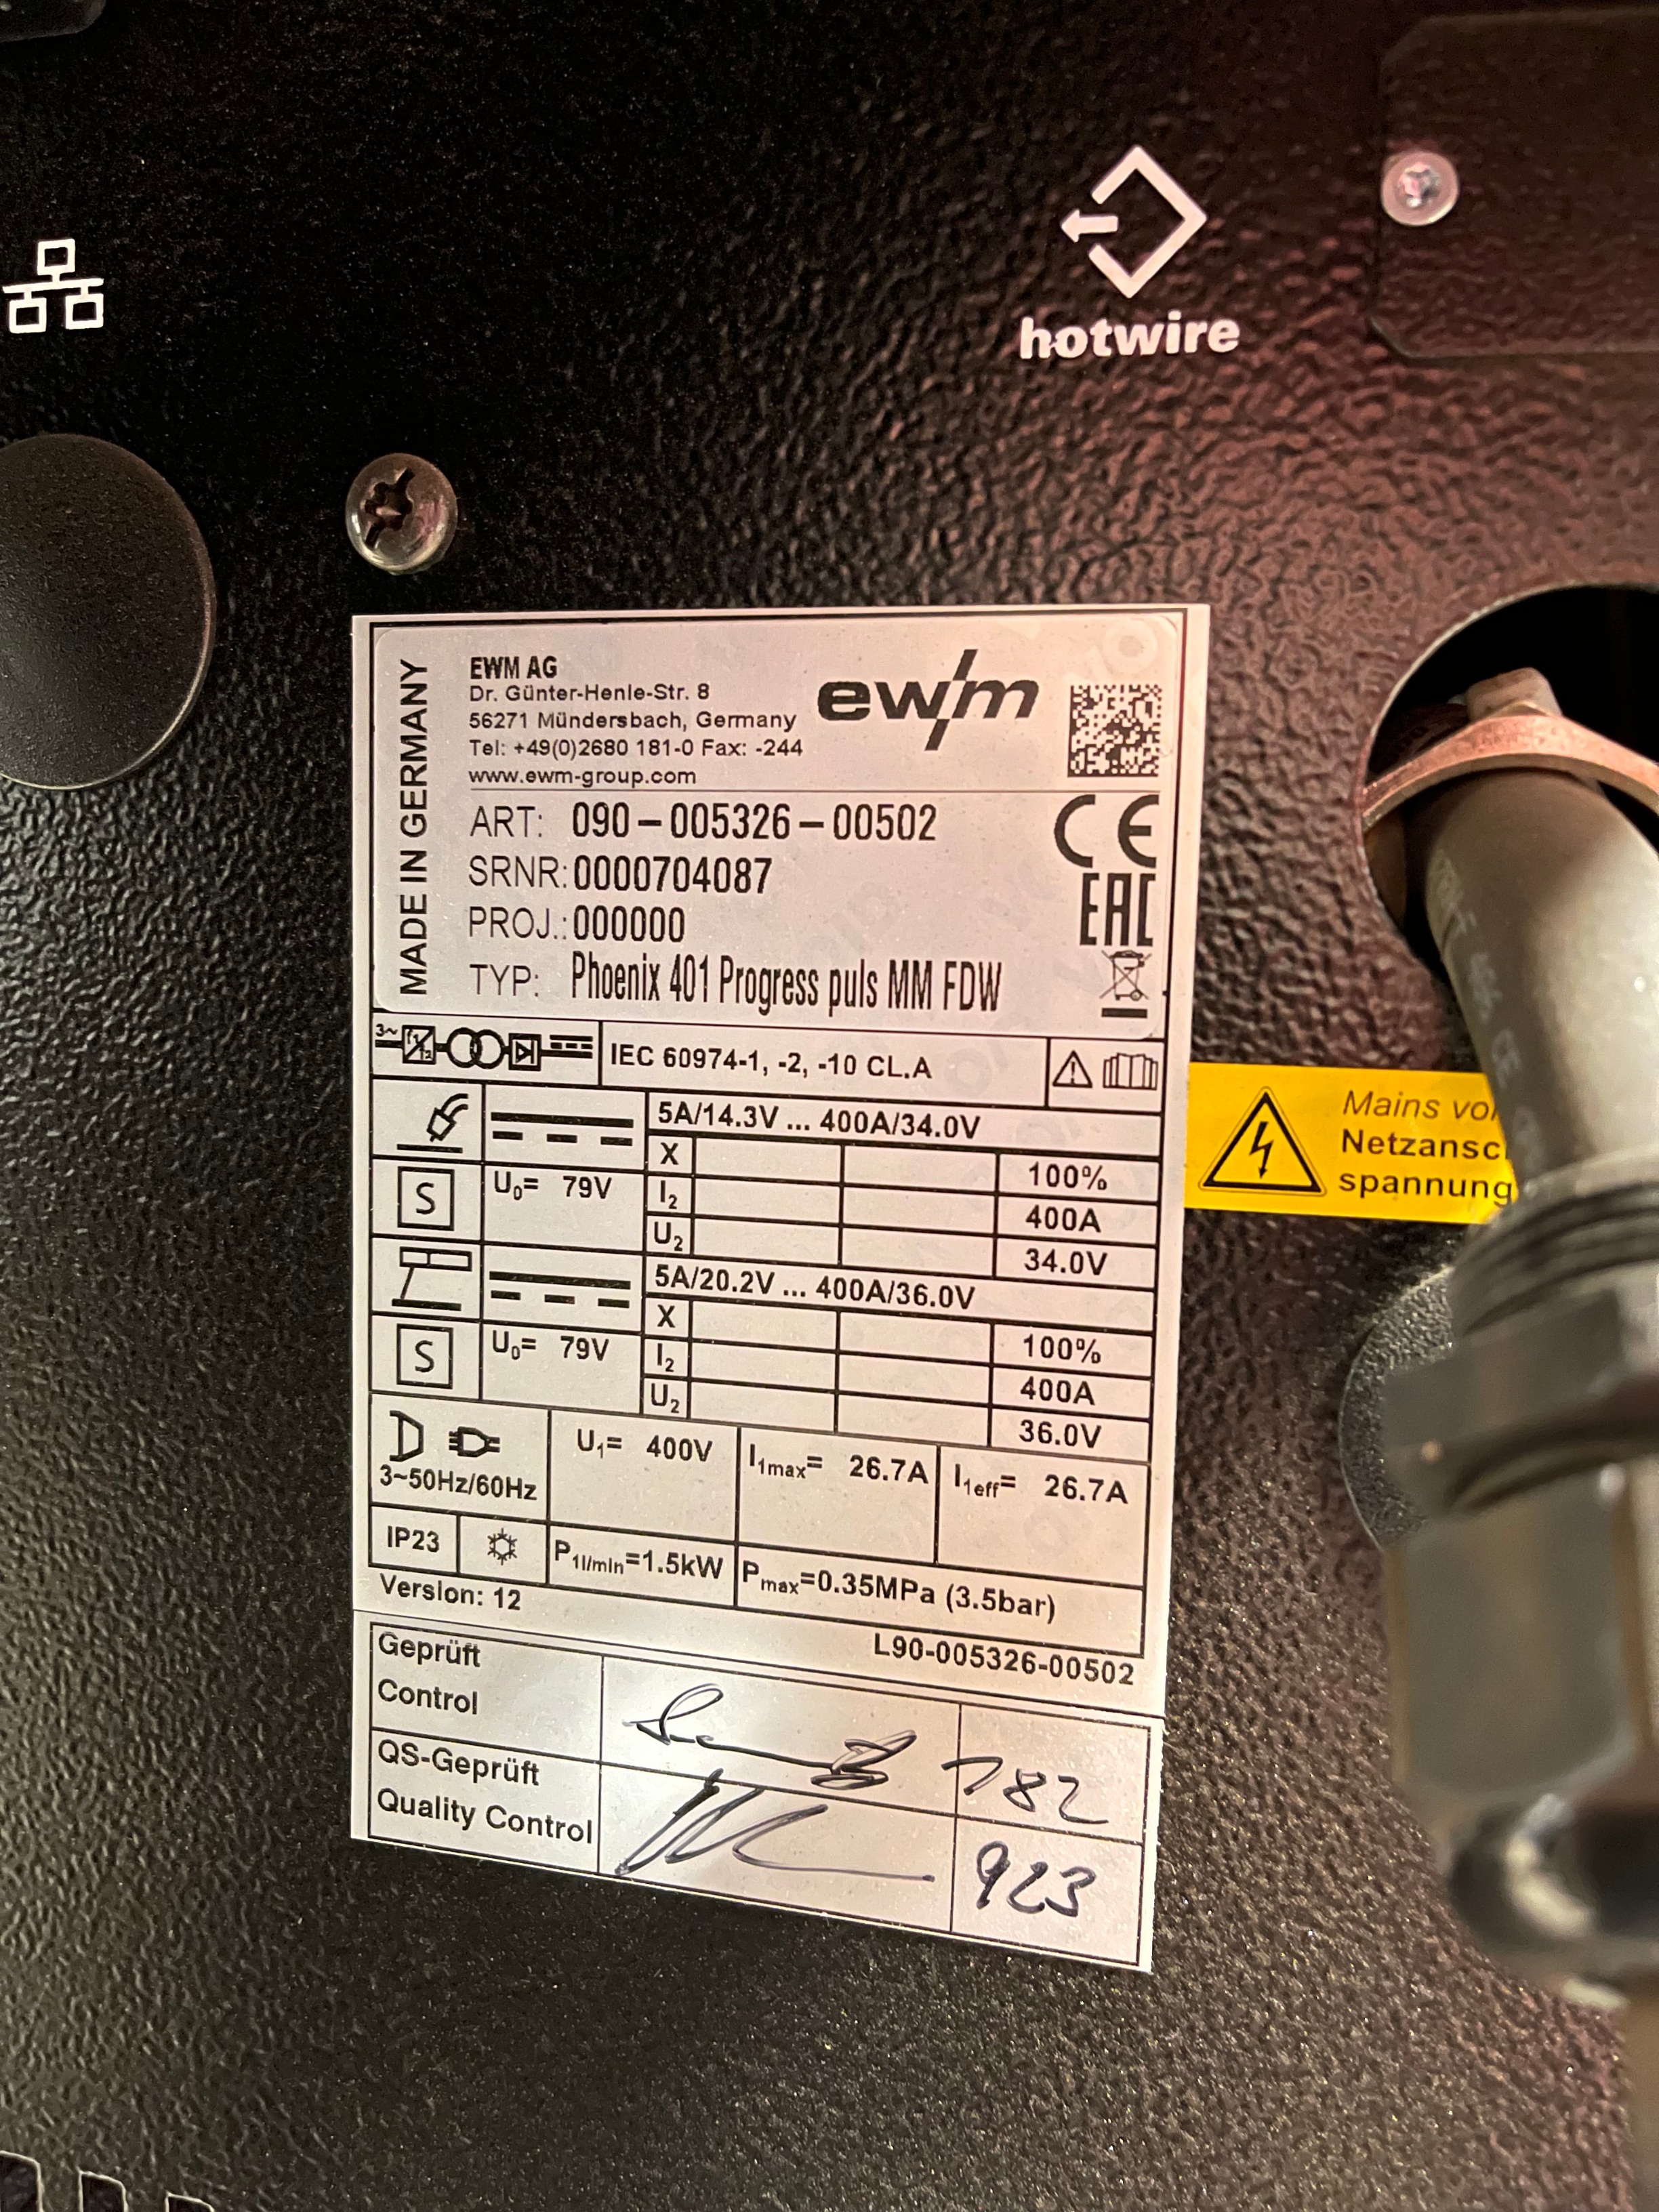 hotwire
MADE IN GERMANY
EWM AG
Dr. Günter-Henle-Str. 8
56271 Mündersbach, Germany
Tel: +49(0)2680 181-0 Fax: -244
www.ewm-group.com
ewm
ART: 090-005326-00502
CE
SRNR: 0000704087
EAC
PROJ.: 000000
TYP: Phoenix 401 Progress puls MM FDW
3~
IEC 60974-1, -2, -10 CL.A
5A/14.3V ... 400A/34.0V
X 100%
S U0= 79V
I2 400A
U2 34.0V
5A/20.2V ... 400A/36.0V
X 100%
S U0= 79V
I2 400A
U2 36.0V
3~50Hz/60Hz
U1= 400V
I1max= 26.7A
I1eff= 26.7A
IP23
P1l/min=1.5kW
Pmax=0.35MPa (3.5bar)
Version: 12
L90-005326-00502
Geprüft
Control
782
QS-Geprüft
Quality Control
923
Mains
Netzansc
spannung